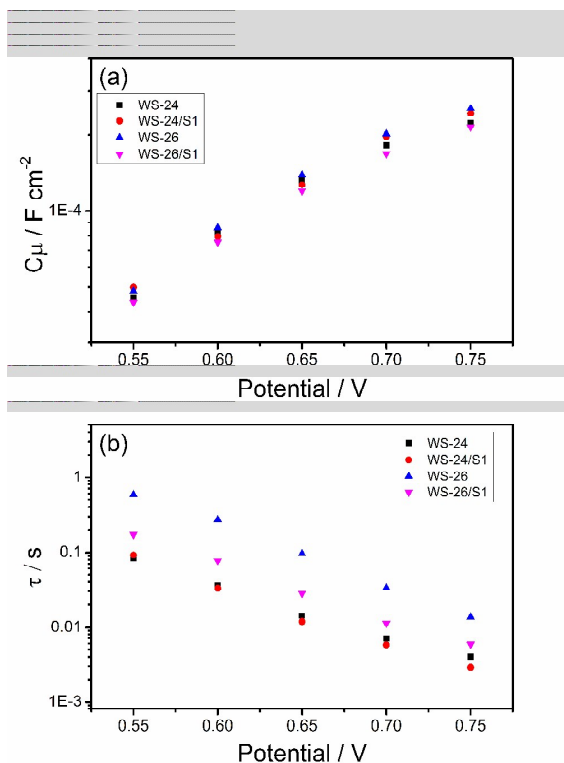 (a)
WS-24
WS-24/S1
WS-26
WS-26/S1
1E-4
Cμ / F cm⁻²
0.55 0.60 0.65 0.70 0.75
Potential / V
(b)
WS-24
WS-24/S1
WS-26
WS-26/S1
1
0.1
0.01
1E-3
τ / s
0.55 0.60 0.65 0.70 0.75
Potential / V